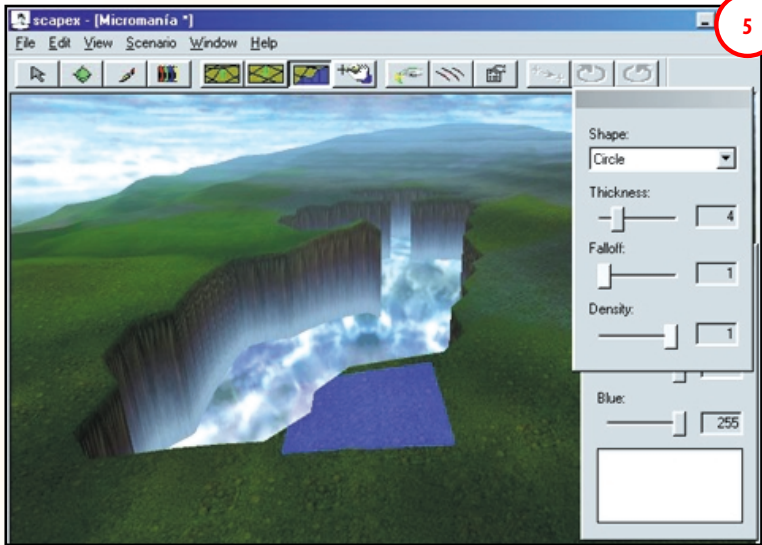 scapex - [Micromanía *]
5
File Edit View Scenario Window Help
Shape:
Circle
Thickness:
4
Falloff:
1
Density:
1
Blue:
255